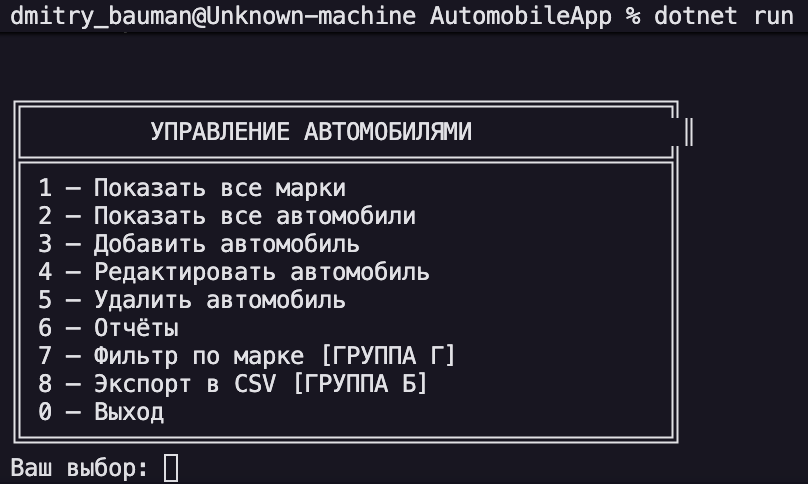 dmitry_bauman@Unknown-machine AutomobileApp % dotnet run
УПРАВЛЕНИЕ АВТОМОБИЛЯМИ
1 — Показать все марки
2 — Показать все автомобили
3 — Добавить автомобиль
4 — Редактировать автомобиль
5 — Удалить автомобиль
6 — Отчёты
7 — Фильтр по марке [ГРУППА Г]
8 — Экспорт в CSV [ГРУППА Б]
0 — Выход
Ваш выбор: